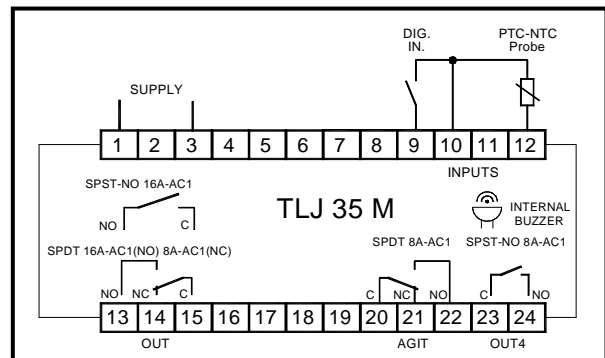 DIG.
IN.
PTC-NTC
Probe
SUPPLY
1 2 3 4 5 6 7 8 9 10 11 12
INPUTS
SPST-NO 16A-AC1
NO C
TLJ 35 M
INTERNAL
BUZZER
SPDT 16A-AC1(NO) 8A-AC1(NC)
SPDT 8A-AC1
SPST-NO 8A-AC1
NO NC C
C NC NO
C NO
13 14 15 16 17 18 19 20 21 22 23 24
OUT
AGIT
OUT4